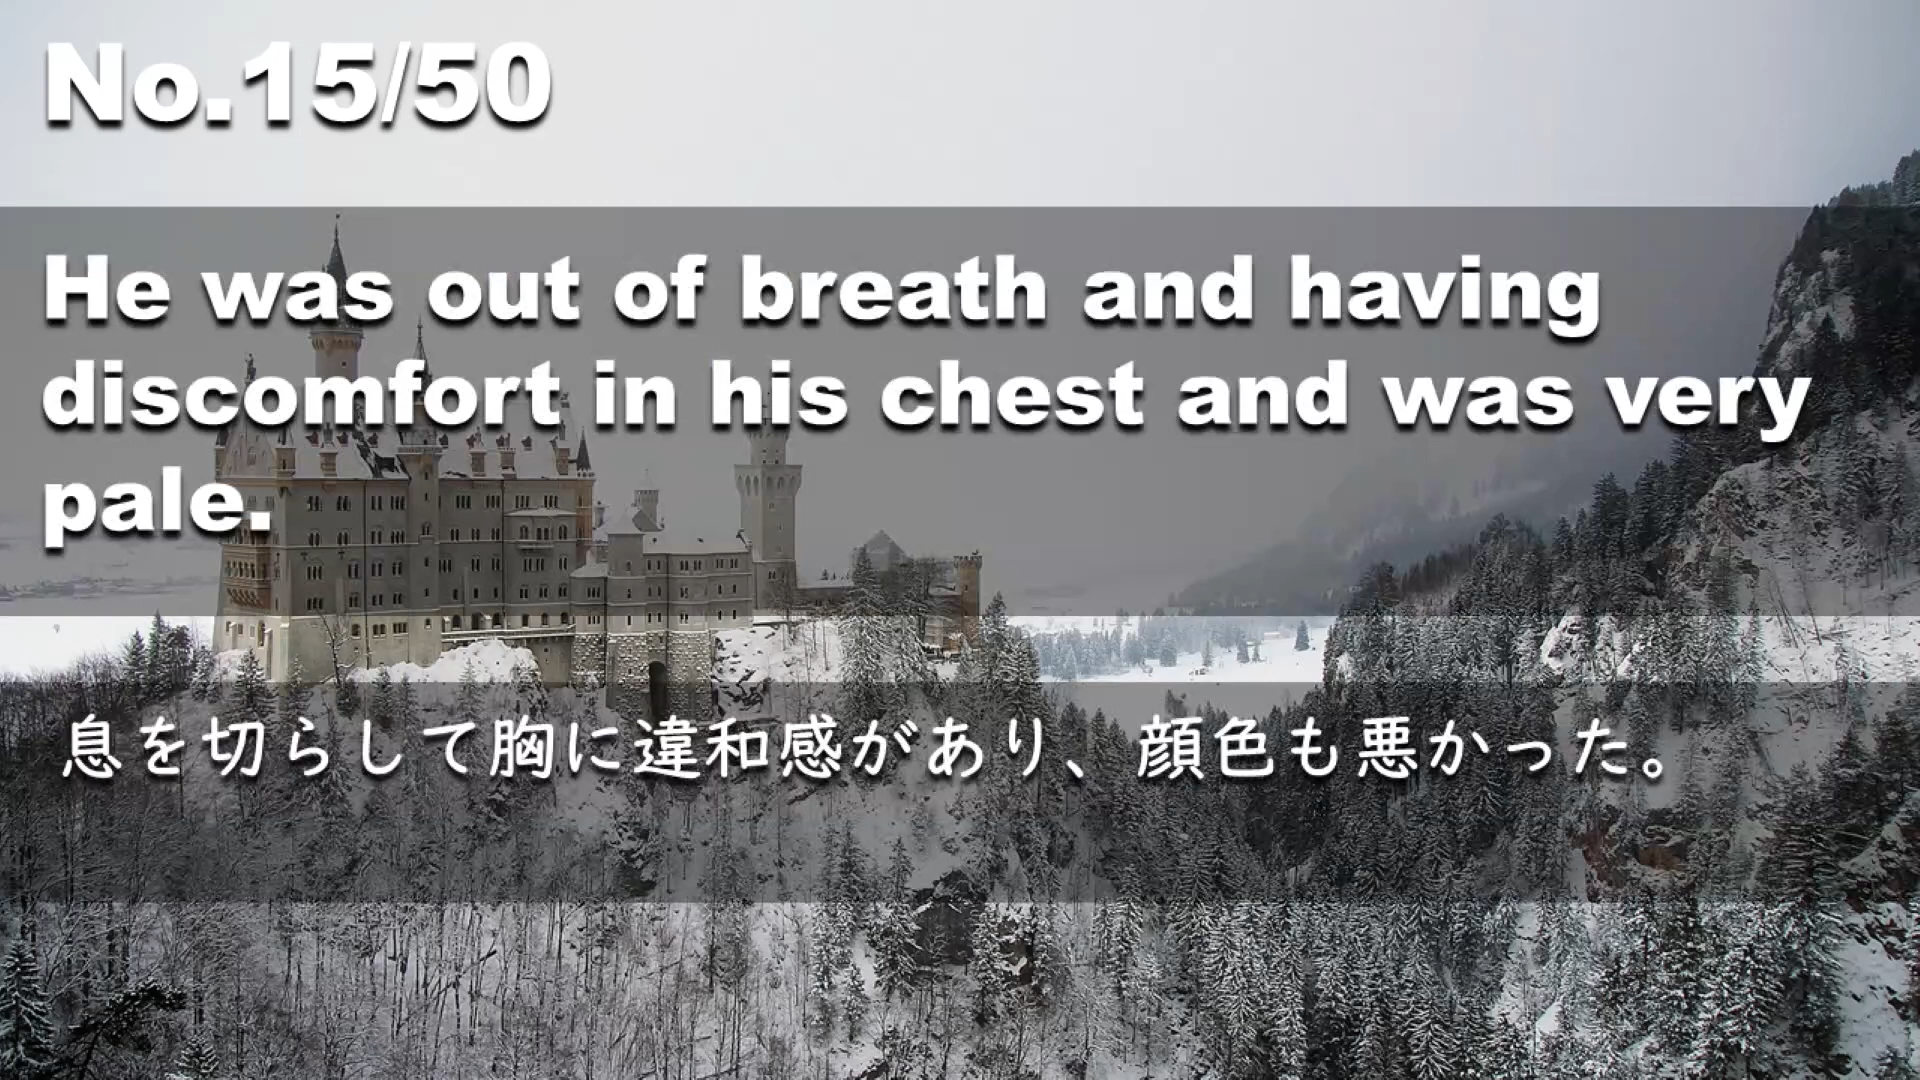 No.15/50
He was out of breath and having
discomfort in his chest and was very
pale.
息を切らして胸に違和感があり、顔色も悪かった。